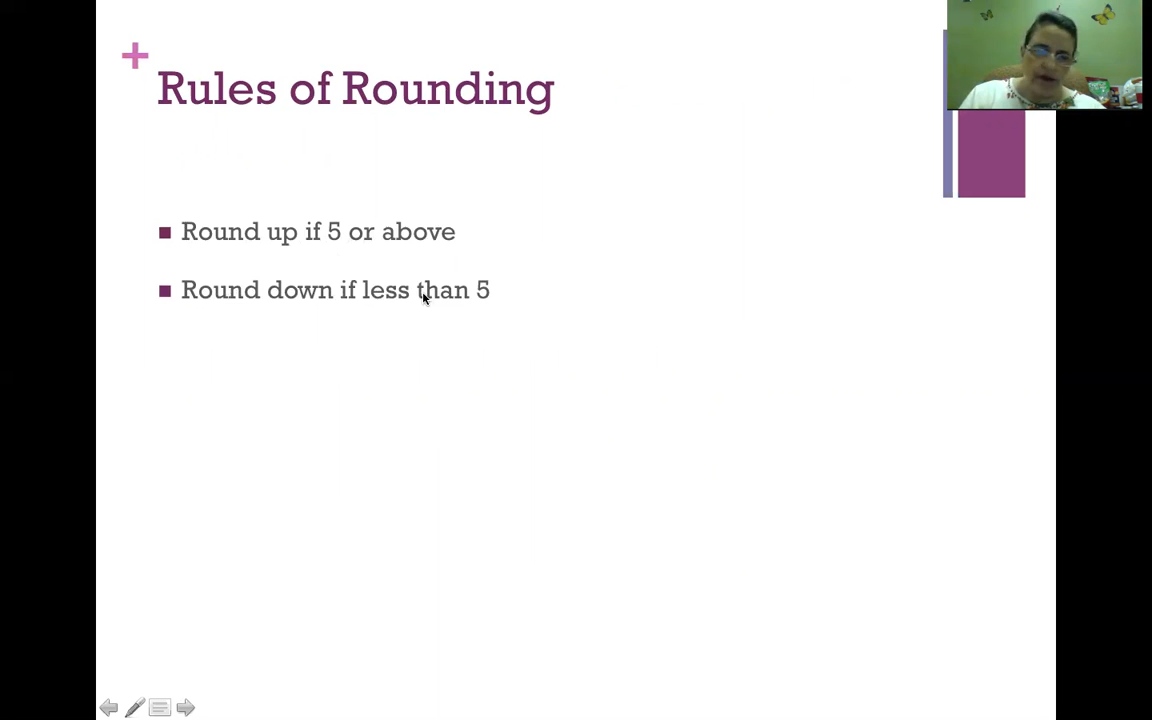 +
Rules of Rounding
Round up if 5 or above
Round down if less than 5